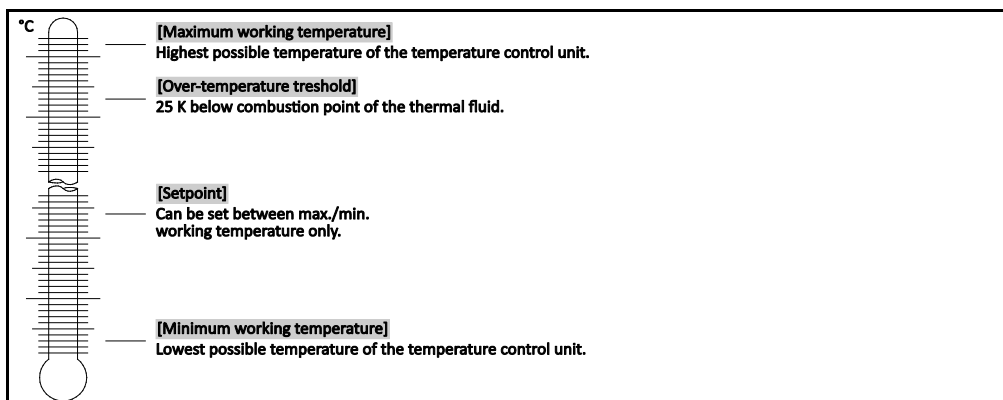 °C
[Maximum working temperature]
Highest possible temperature of the temperature control unit.
[Over-temperature treshold]
25 K below combustion point of the thermal fluid.
[Setpoint]
Can be set between max./min.
working temperature only.
[Minimum working temperature]
Lowest possible temperature of the temperature control unit.